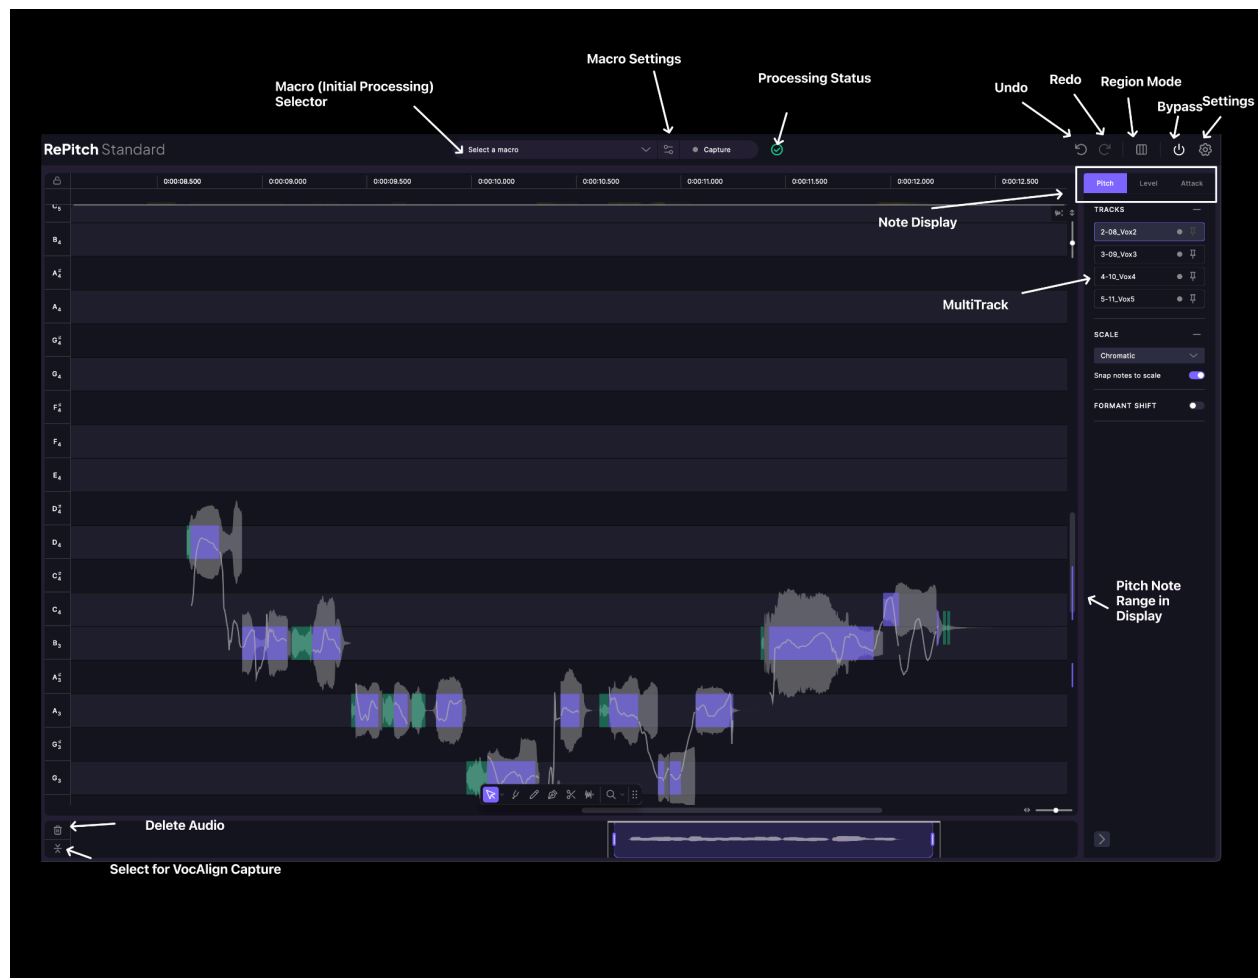 Macro Settings
Processing Status
Macro (Initial Processing)
Selector
Undo
Redo
Region Mode
Bypass
Settings
RePitch Standard
Select a macro
Capture
0:00:08.500
0:00:09.000
0:00:09.500
0:00:10.000
0:00:10.500
0:00:11.000
0:00:11.500
0:00:12.000
0:00:12.500
Pitch
Level
Attack
Note Display
TRACKS
2-08_Vox2
3-09_Vox3
4-10_Vox4
5-11_Vox5
MultiTrack
SCALE
Chromatic
Snap notes to scale
FORMANT SHIFT
C5
B4
A#4
A4
G#4
G4
F#4
F4
E4
D#4
D4
C#4
C4
B3
A#3
A3
G#3
G3
Pitch Note
Range in
Display
Delete Audio
Select for VocAlign Capture